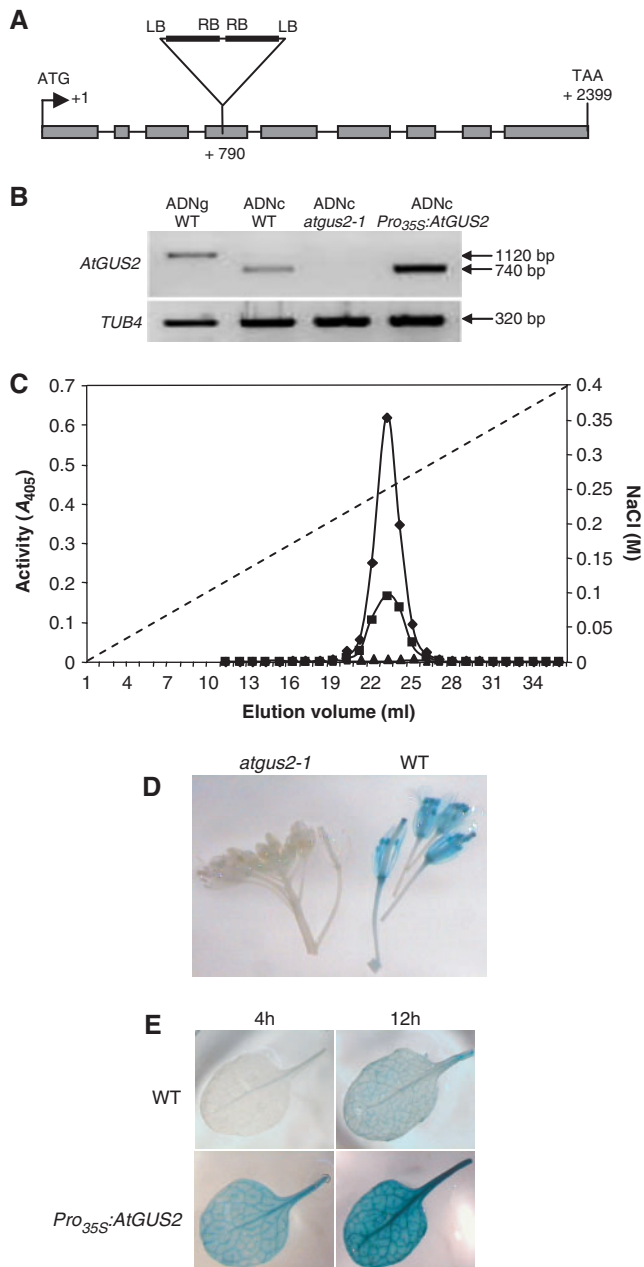 A
LB RB RB LB
ATG
+1
TAA
+ 2399
+ 790
B
ADNg WT
ADNc WT
ADNc atgus2-1
ADNc Pro35S:AtGUS2
AtGUS2
1120 bp
740 bp
TUB4
320 bp
C
0.7
0.6
0.5
0.4
0.3
0.2
0.1
0
Activity (A405)
0.4
0.35
0.3
0.25
0.2
0.15
0.1
0.05
0
NaCl (M)
1 4 7 10 13 16 19 22 25 28 31 34
Elution volume (ml)
D
atgus2-1 WT
E
4h 12h
WT
Pro35S:AtGUS2